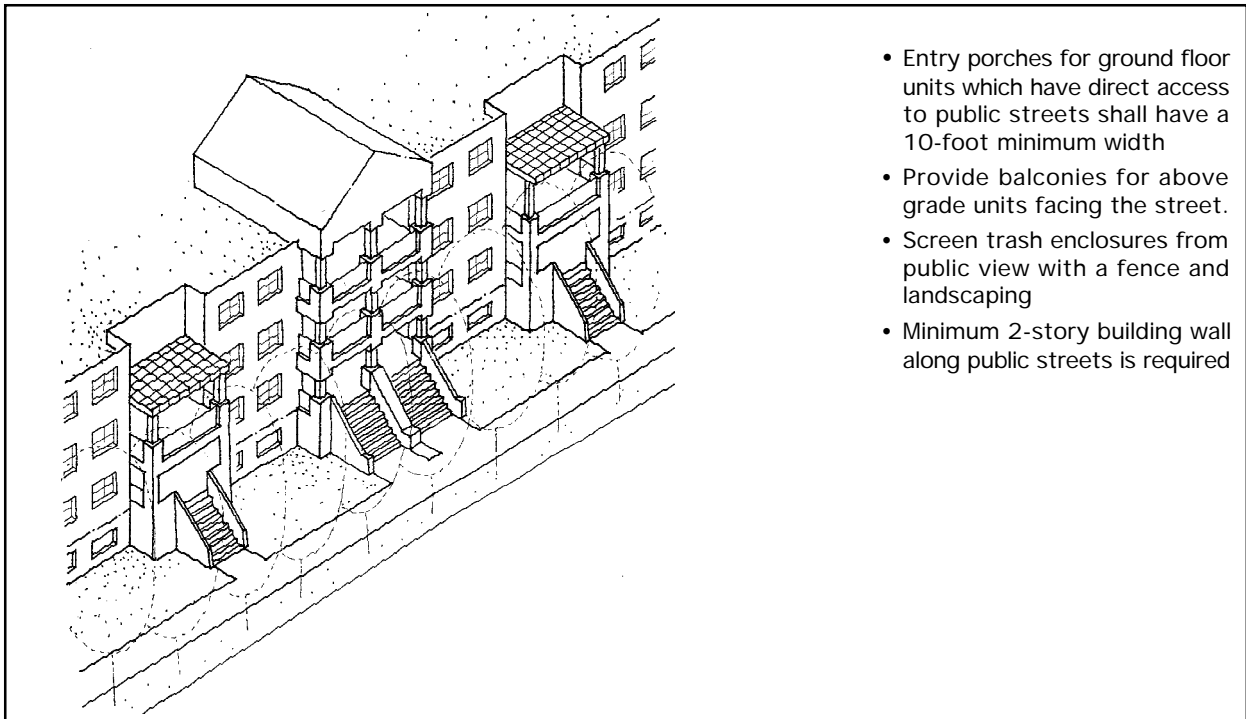 • Entry porches for ground floor
units which have direct access
to public streets shall have a
10-foot minimum width
• Provide balconies for above
grade units facing the street.
• Screen trash enclosures from
public view with a fence and
landscaping
• Minimum 2-story building wall
along public streets is required